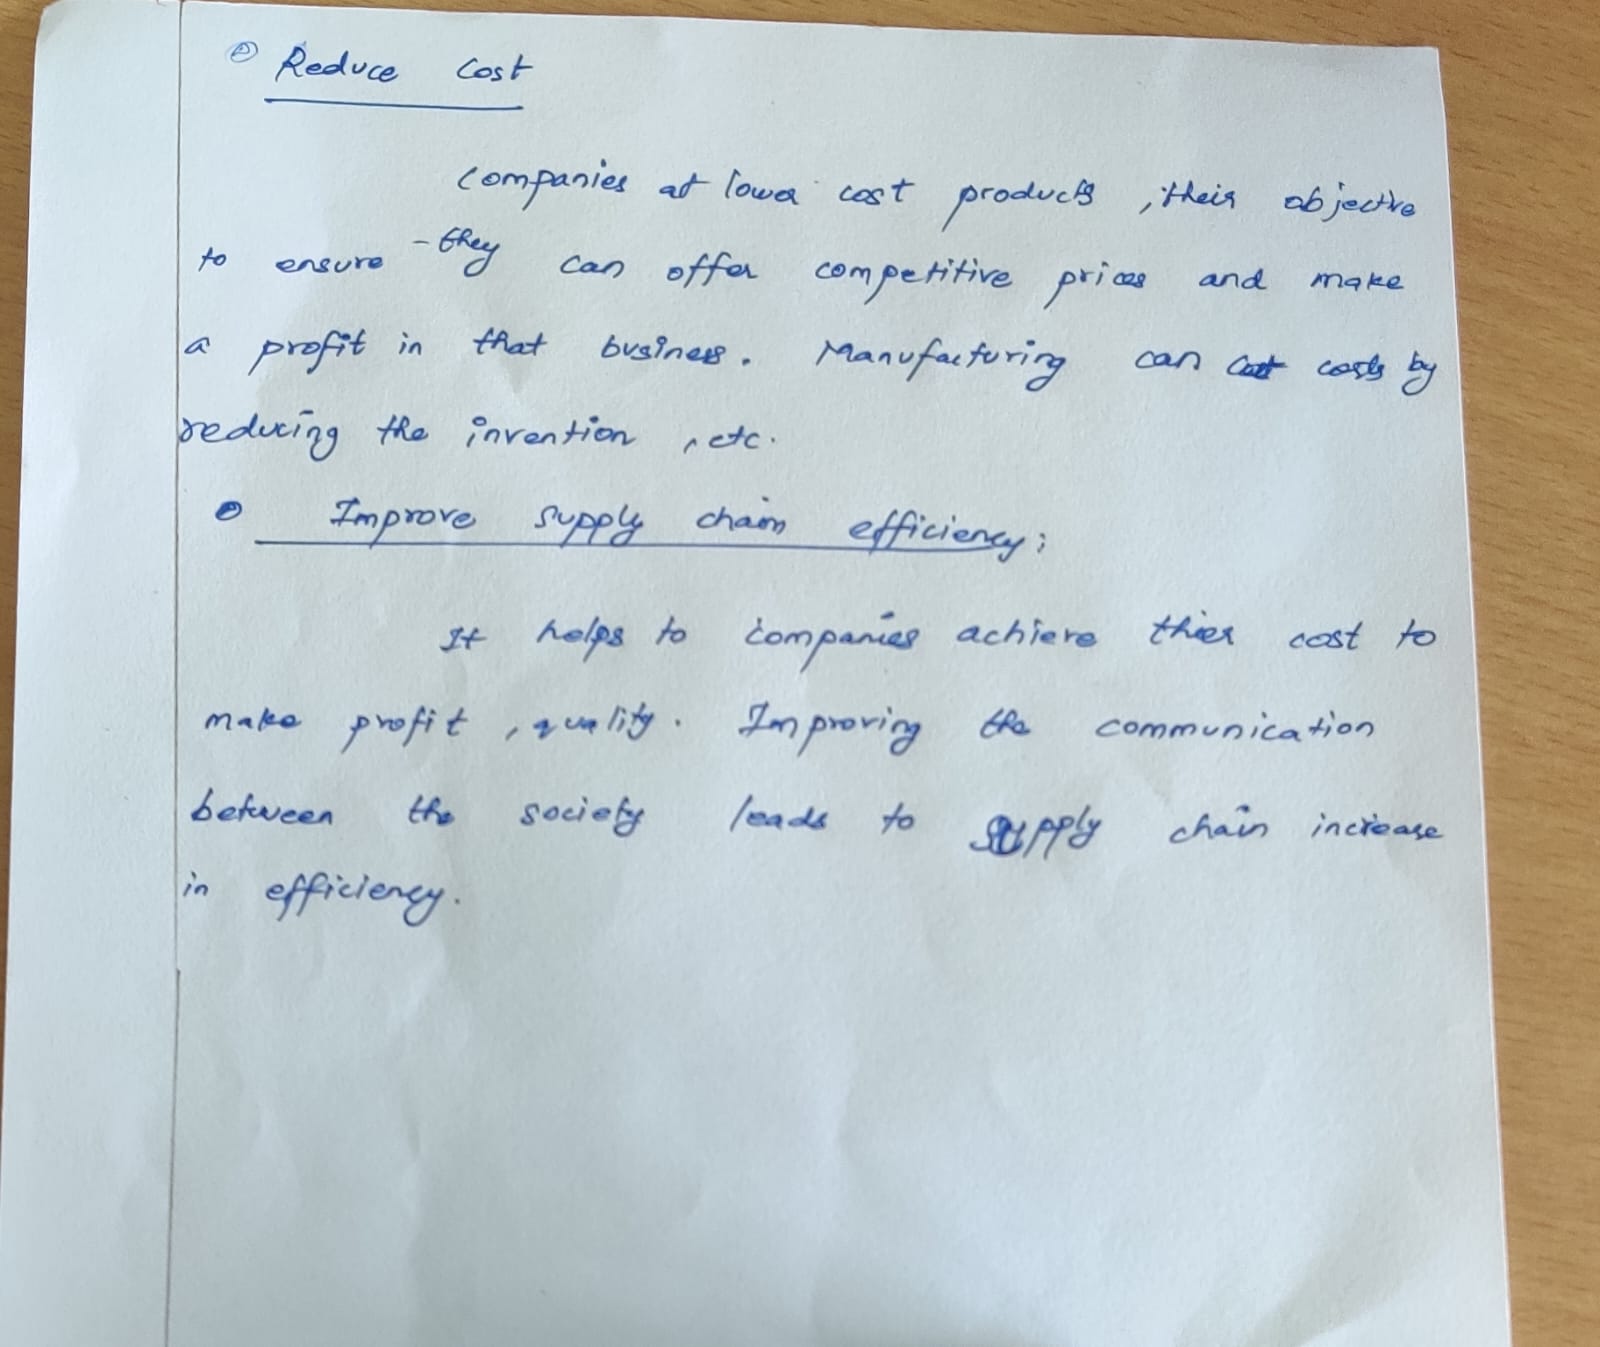 Reduce Cost
Companies at lower cost products, their objective
to ensure they can offer competitive prices and make
a profit in that business. Manufacturing can cut costs by
reducing the invention, etc.
Improve supply chain efficiency:
It helps to companies achieve thier cost to
make profit, quality. Improving the communication
between the society leads to supply chain increase
in efficiency.